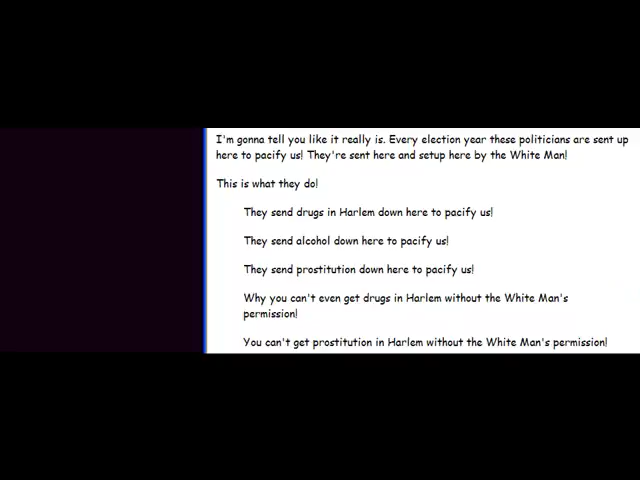 I'm gonna tell you like it really is. Every election year these politicians are sent up
here to pacify us! They're sent here and setup here by the White Man!
This is what they do!
They send drugs in Harlem down here to pacify us!
They send alcohol down here to pacify us!
They send prostitution down here to pacify us!
Why you can't even get drugs in Harlem without the White Man's
permission!
You can't get prostitution in Harlem without the White Man's permission!